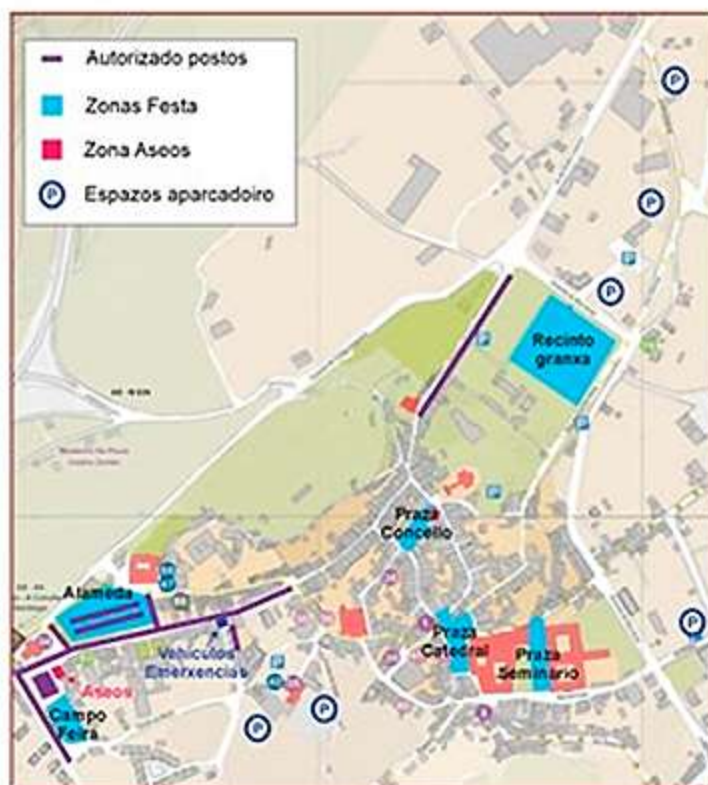 Autorizado postos
Zonas Festa
Zona Aseos
P Espazos aparcadoiro
P
P
P
P
P
Recinto
granxa
P
P
P
Praza
Concello
Alameda
Praza
Catedral
Praza
Seminario
P
Vehículos
Emerxencias
Aseos
Campo
Feira
P
P
P